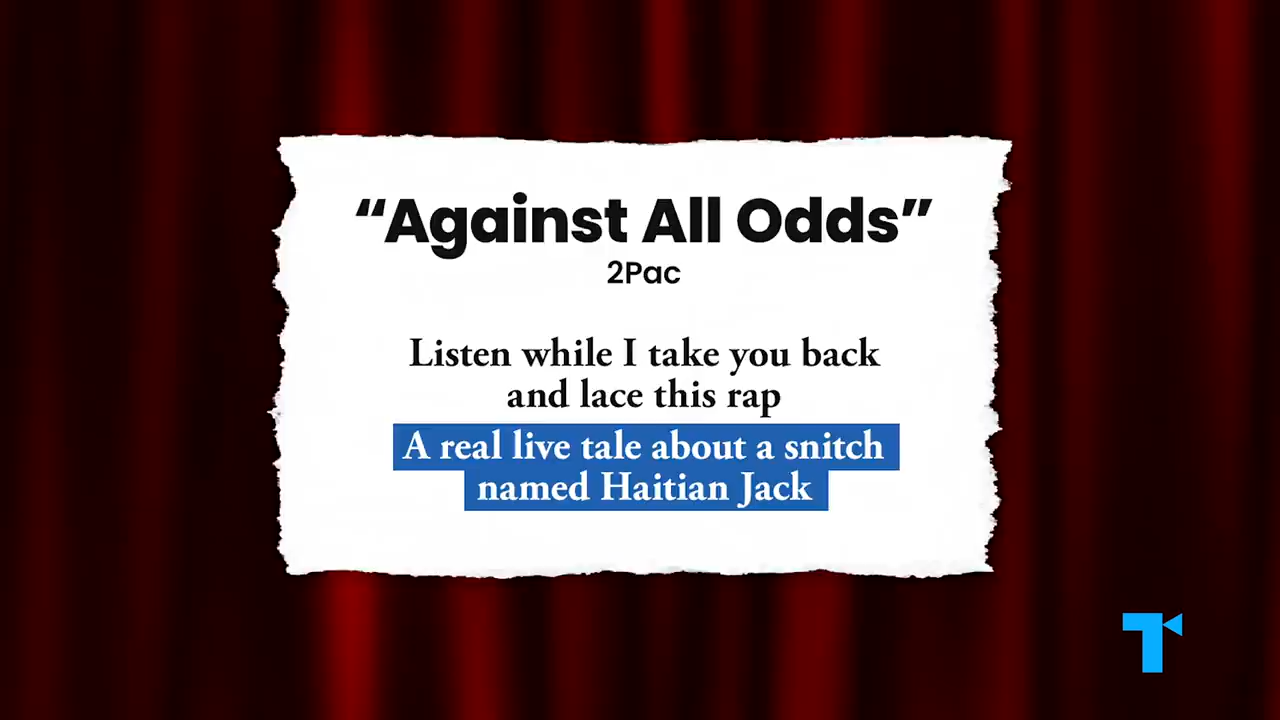 “Against All Odds”
2Pac
Listen while I take you back
and lace this rap
A real live tale about a snitch
named Haitian Jack